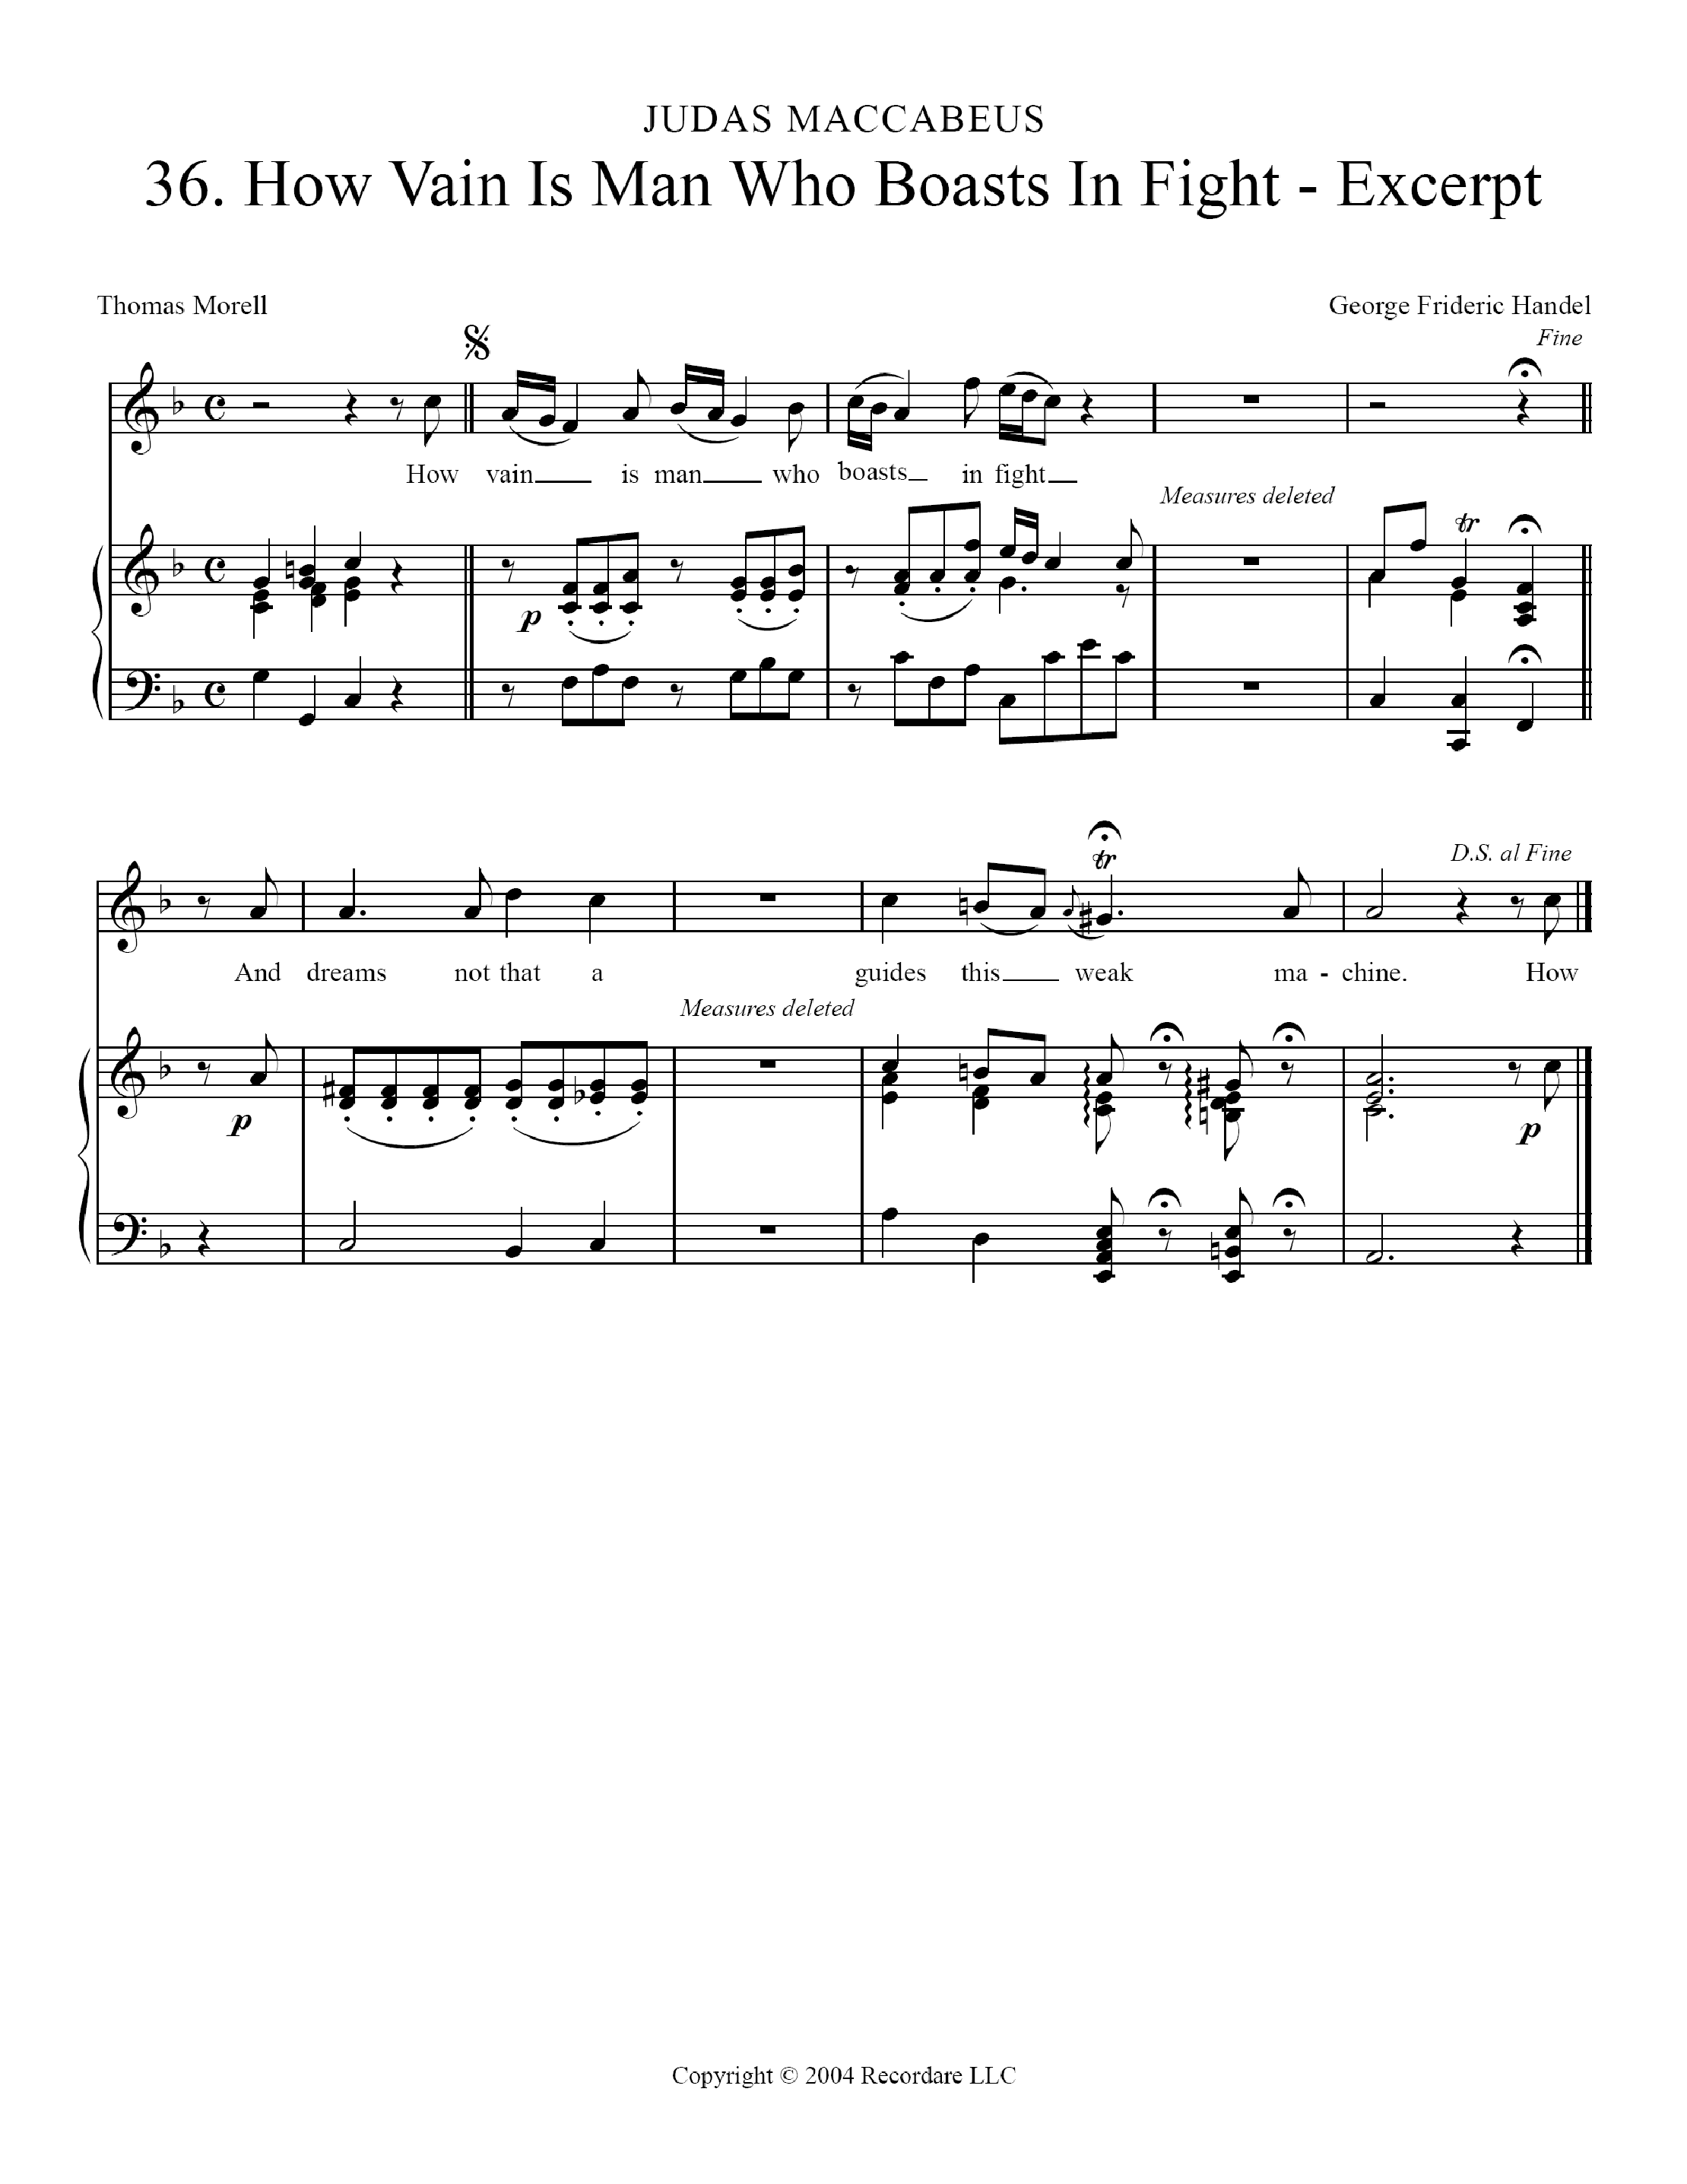 JUDAS MACCABEUS
36. How Vain Is Man Who Boasts In Fight - Excerpt
Thomas Morell
George Frideric Handel
Fine
How vain is man who boasts in fight
Measures deleted
tr
p
D.S. al Fine
tr
And dreams not that a guides this weak ma - chine. How
Measures deleted
p
p
Copyright © 2004 Recordare LLC